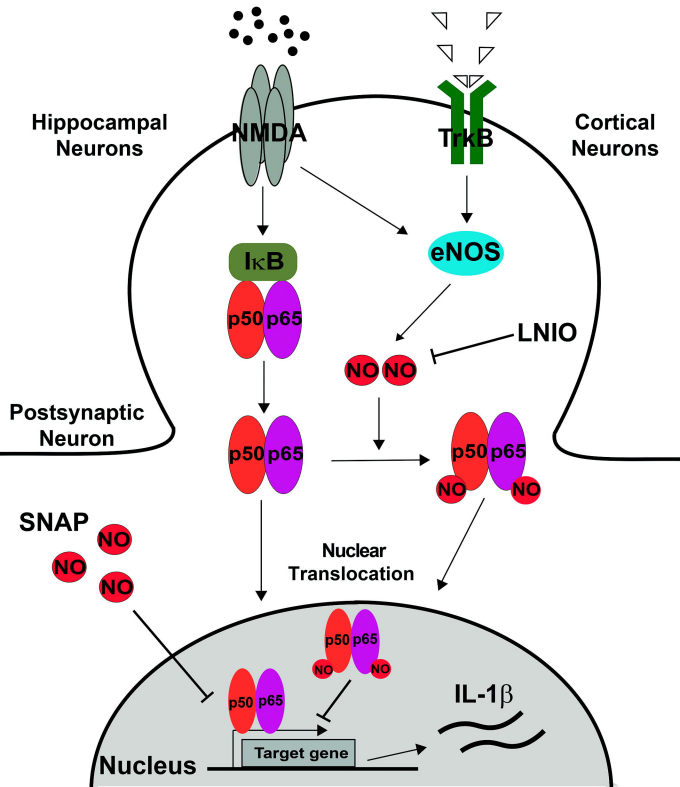 Hippocampal
Neurons
NMDA
TrkB
Cortical
Neurons
IκB
eNOS
p50 p65
LNIO
NO NO
Postsynaptic
Neuron
p50 p65
p50 p65
NO
NO
SNAP
NO
NO
NO
Nuclear
Translocation
p50 p65
NO
NO
p50 p65
IL-1β
Target gene
Nucleus